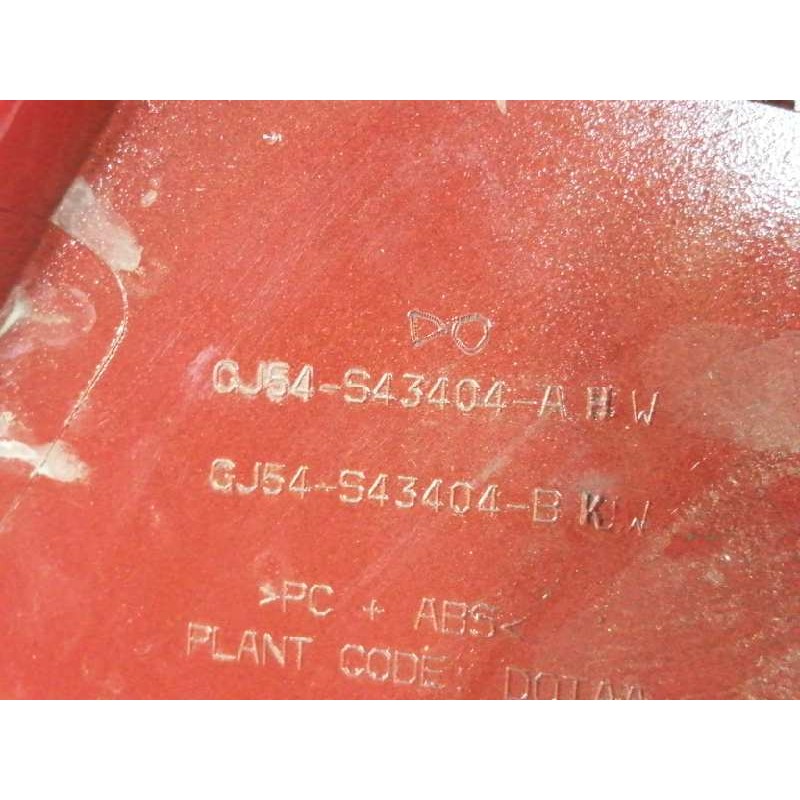 GJ54-S43404-A H W
GJ54-S43404-B K W
>PC + ABS<
PLANT CODE: